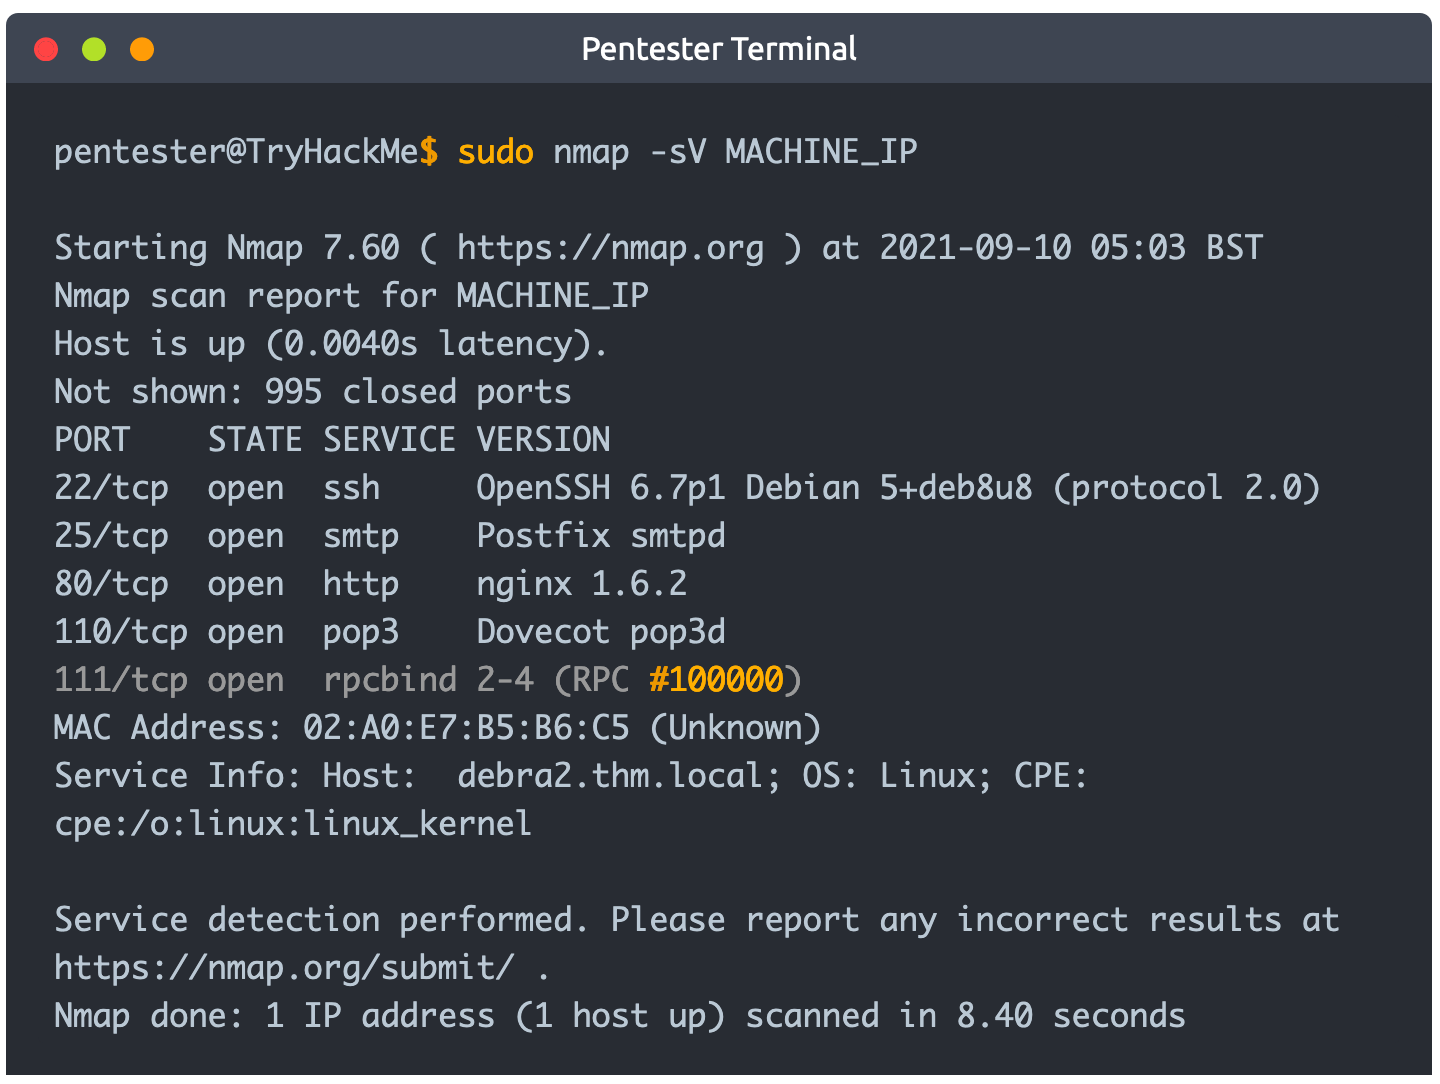 Pentester Terminal
pentester@TryHackMe$ sudo nmap -sV MACHINE_IP
Starting Nmap 7.60 ( https://nmap.org ) at 2021-09-10 05:03 BST
Nmap scan report for MACHINE_IP
Host is up (0.0040s latency).
Not shown: 995 closed ports
PORT    STATE SERVICE VERSION
22/tcp  open  ssh     OpenSSH 6.7p1 Debian 5+deb8u8 (protocol 2.0)
25/tcp  open  smtp    Postfix smtpd
80/tcp  open  http    nginx 1.6.2
110/tcp open  pop3    Dovecot pop3d
111/tcp open  rpcbind 2-4 (RPC #100000)
MAC Address: 02:A0:E7:B5:B6:C5 (Unknown)
Service Info: Host:  debra2.thm.local; OS: Linux; CPE:
cpe:/o:linux:linux_kernel
Service detection performed. Please report any incorrect results at
https://nmap.org/submit/ .
Nmap done: 1 IP address (1 host up) scanned in 8.40 seconds